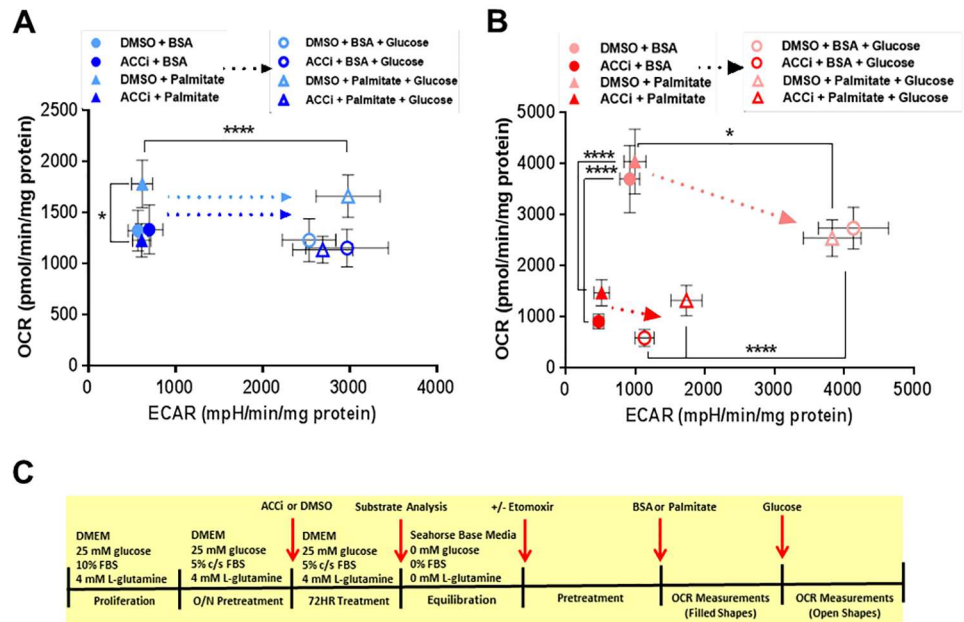 A
DMSO + BSA
ACCi + BSA
DMSO + Palmitate
ACCi + Palmitate
DMSO + BSA + Glucose
ACCi + BSA + Glucose
DMSO + Palmitate + Glucose
ACCi + Palmitate + Glucose
OCR (pmol/min/mg protein)
2500
2000
1500
1000
500
0
****
*
0
1000
2000
3000
4000
ECAR (mpH/min/mg protein)
B
DMSO + BSA
ACCi + BSA
DMSO + Palmitate
ACCi + Palmitate
DMSO + BSA + Glucose
ACCi + BSA + Glucose
DMSO + Palmitate + Glucose
ACCi + Palmitate + Glucose
OCR (pmol/min/mg protein)
5000
4000
3000
2000
1000
0
*
****
****
****
0
1000
2000
3000
4000
5000
ECAR (mpH/min/mg protein)
C
ACCi or DMSO
Substrate Analysis
+/- Etomoxir
BSA or Palmitate
Glucose
DMEM
25 mM glucose
10% FBS
4 mM L-glutamine
DMEM
25 mM glucose
5% c/s FBS
4 mM L-glutamine
DMEM
25 mM glucose
5% c/s FBS
4 mM L-glutamine
Seahorse Base Media
0 mM glucose
0% FBS
0 mM L-glutamine
Proliferation
O/N Pretreatment
72HR Treatment
Equilibration
Pretreatment
OCR Measurements
(Filled Shapes)
OCR Measurements
(Open Shapes)